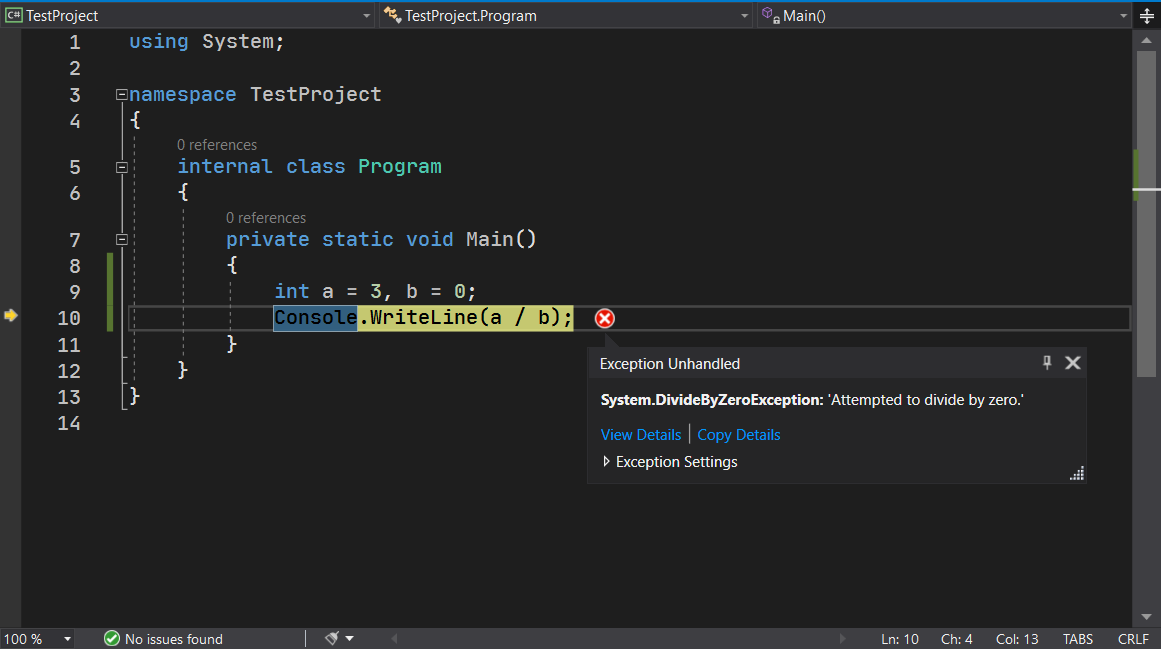 C# TestProject TestProject.Program Main()
1 using System;
2
3 namespace TestProject
4 {
0 references
5 internal class Program
6 {
0 references
7 private static void Main()
8 {
9 int a = 3, b = 0;
10 Console.WriteLine(a / b);
11 }
12 }
13 }
14
Exception Unhandled
System.DivideByZeroException: 'Attempted to divide by zero.'
View Details | Copy Details
Exception Settings
100 % No issues found Ln: 10 Ch: 4 Col: 13 TABS CRLF